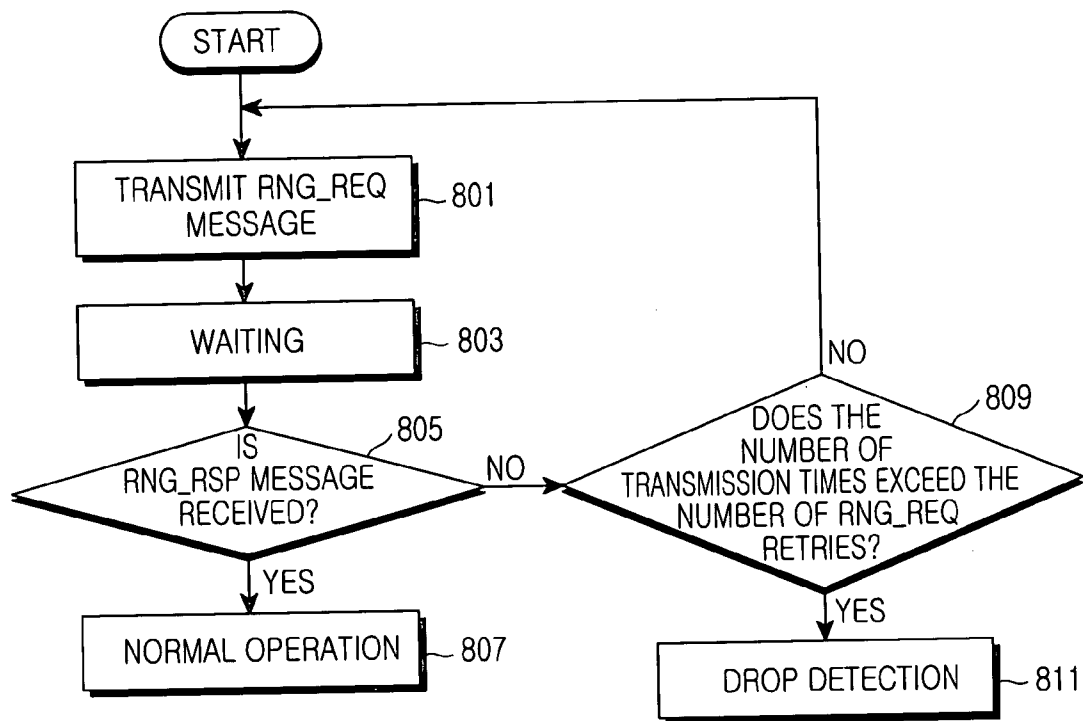 START
TRANSMIT RNG_REQ
MESSAGE
801
WAITING
803
IS
RNG_RSP MESSAGE
RECEIVED?
805
NO
YES
NORMAL OPERATION
807
DOES THE
NUMBER OF
TRANSMISSION TIMES EXCEED THE
NUMBER OF RNG_REQ
RETRIES?
809
NO
YES
DROP DETECTION
811